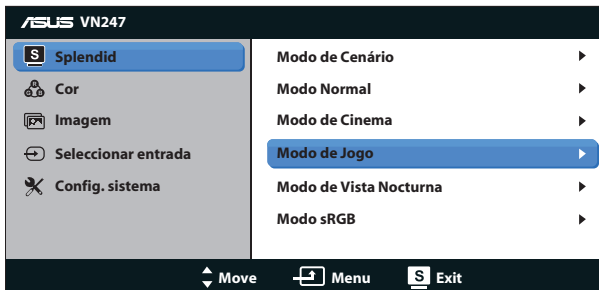 ASUS VN247
S Splendid
Cor
Imagem
Seleccionar entrada
Config. sistema
Modo de Cenário
Modo Normal
Modo de Cinema
Modo de Jogo
Modo de Vista Nocturna
Modo sRGB
Move Menu S Exit